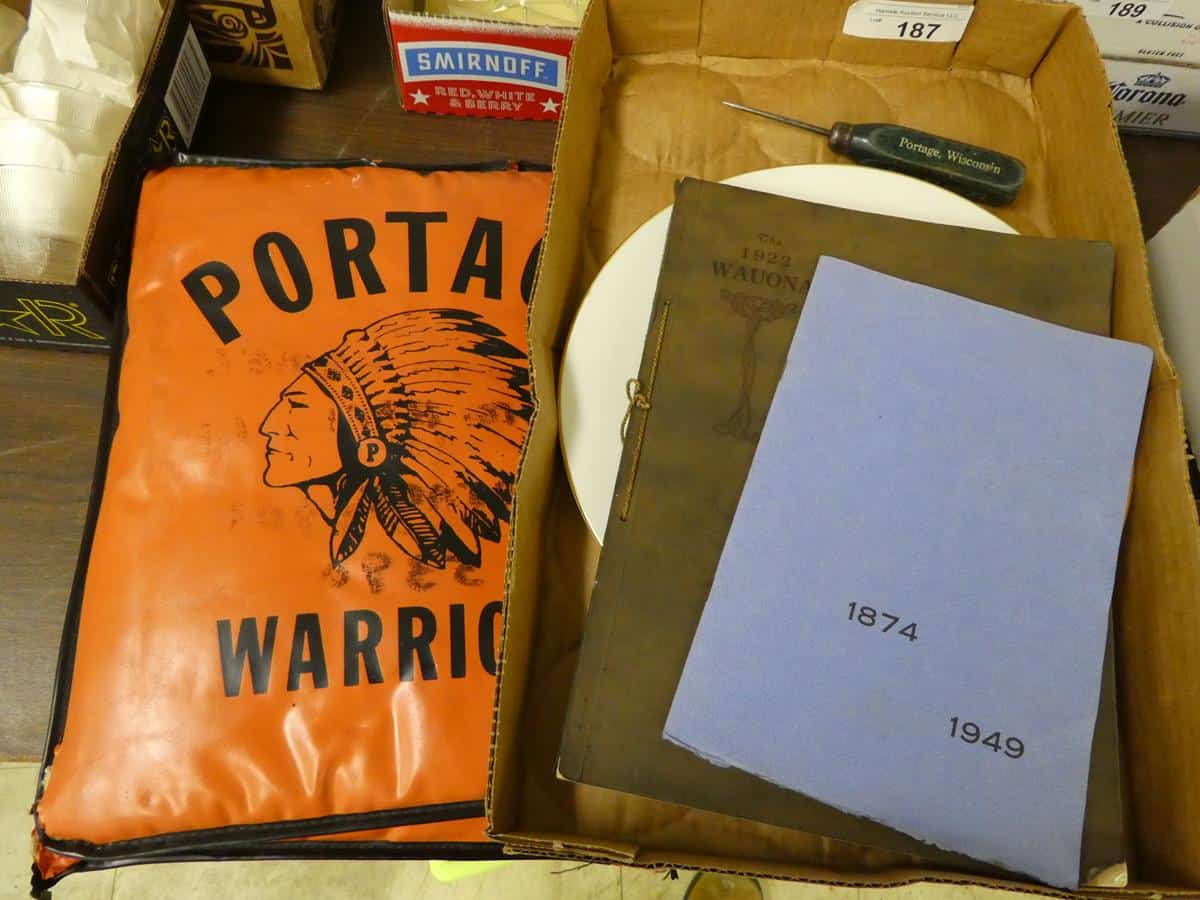 SMIRNOFF
RED, WHITE
& BERRY
187
189
Corona
Portage, Wisconsin
PORTAG
P
WARRIO
The
1922
WAUONA
1874
1949